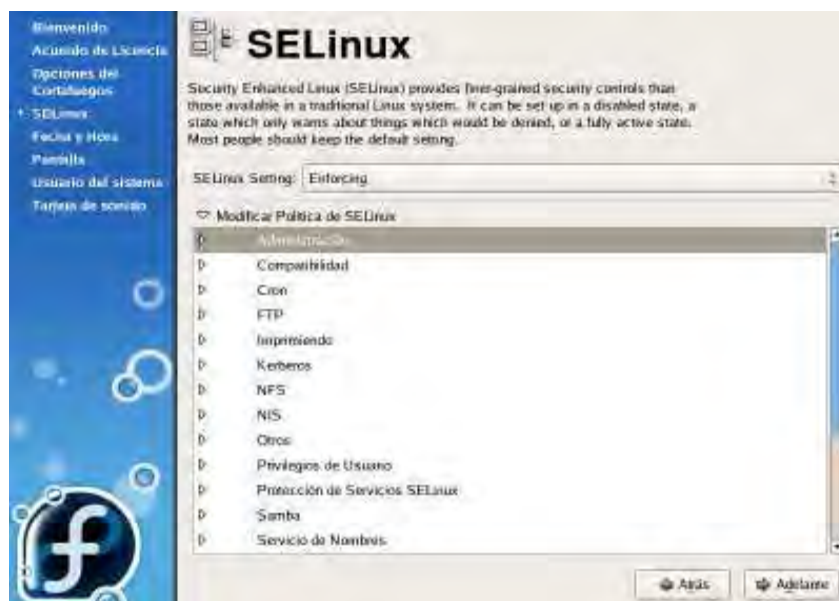 Bienvenido
Acuerdo de Licencia
Opciones del
Cortafuegos
SELinux
Fecha y Hora
Pantalla
Usuario del sistema
Tarjeta de sonido
SELinux
Security Enhanced Linux (SELinux) provides finer-grained security controls than
those available in a traditional Linux system. It can be set up in a disabled state, a
state which only warns about things which would be denied, or a fully active state.
Most people should keep the default setting.
SELinux Setting: Enforcing
Modificar Política de SELinux
Administración
Compatibilidad
Cron
FTP
Imprimiendo
Kerberos
NFS
NIS
Otros
Privilegios de Usuario
Protección de Servicios SELinux
Samba
Servicio de Nombres
Atrás
Adelante